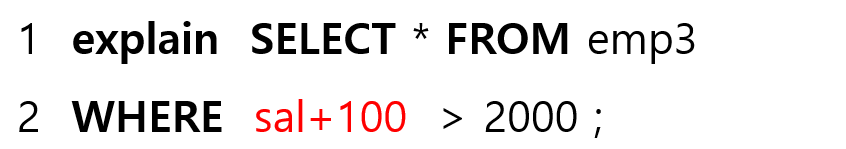 1 explain SELECT * FROM emp3
2 WHERE sal+100 > 2000 ;